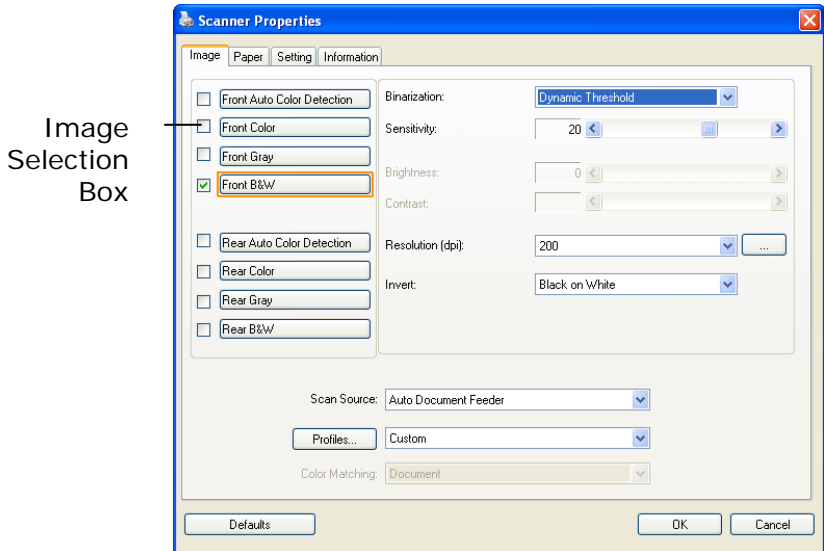 Scanner Properties
Image Paper Setting Information
Image
Selection
Box
Front Auto Color Detection
Front Color
Front Gray
Front B&W
Rear Auto Color Detection
Rear Color
Rear Gray
Rear B&W
Binarization: Dynamic Threshold
Sensitivity: 20
Brightness: 0
Contrast:
Resolution (dpi): 200 ...
Invert: Black on White
Scan Source: Auto Document Feeder
Profiles... Custom
Color Matching: Document
Defaults OK Cancel